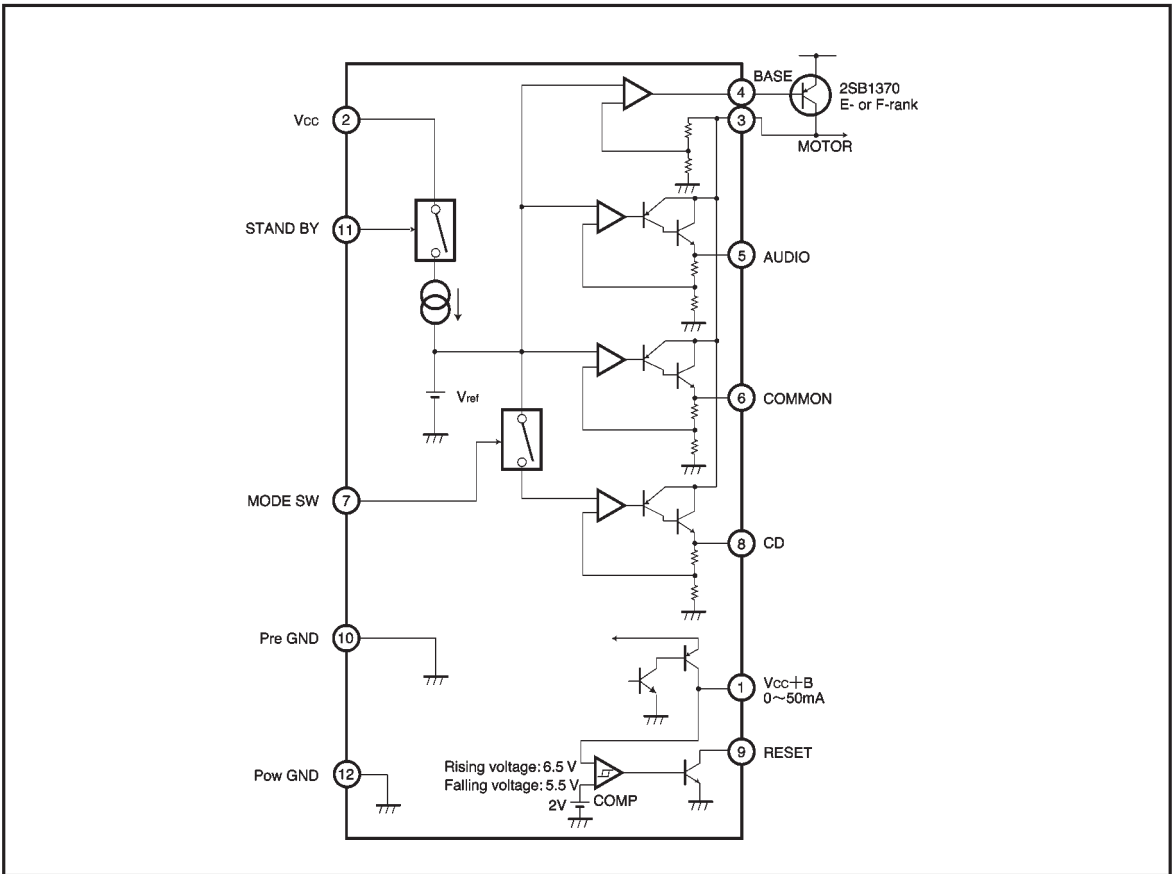 BASE
4
2SB1370
E- or F-rank
Vcc
2
3
MOTOR
STAND BY
11
5
AUDIO
Vref
6
COMMON
MODE SW
7
8
CD
Pre GND
10
1
Vcc+B
0～50mA
9
RESET
Pow GND
12
Rising voltage: 6.5 V
Falling voltage: 5.5 V
2V
COMP